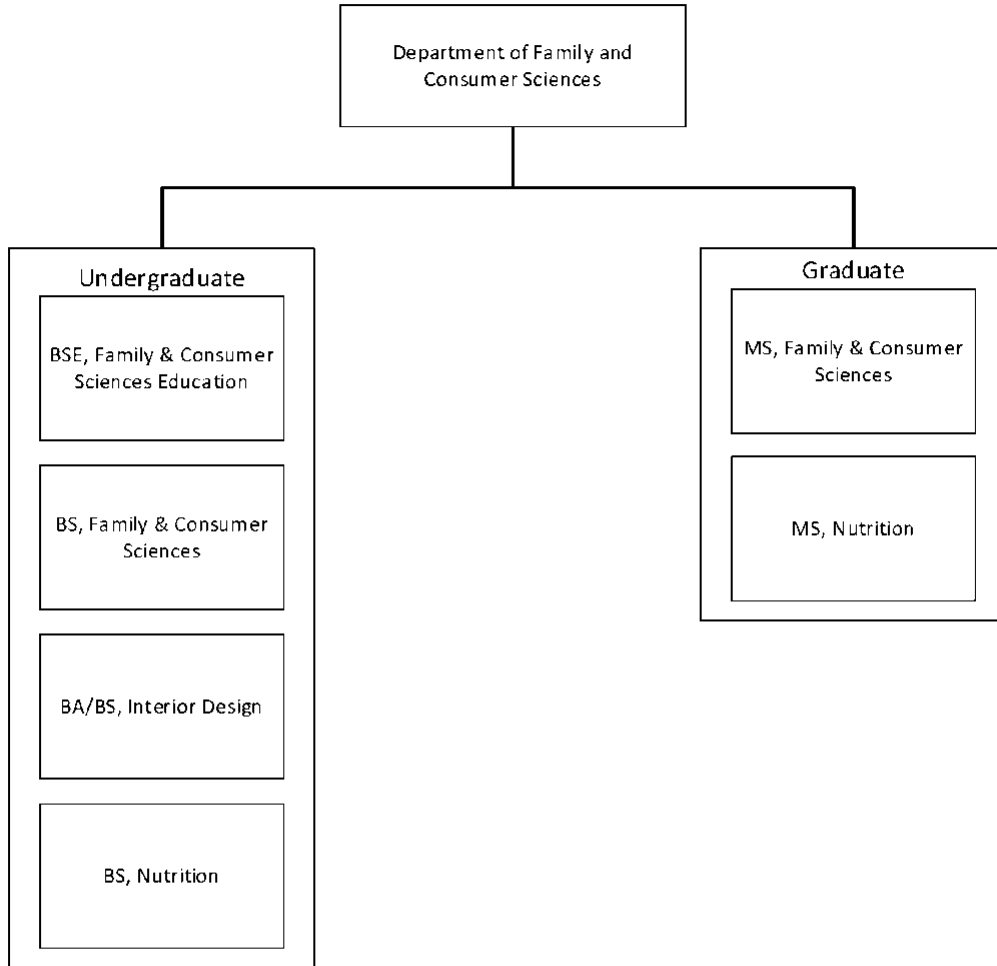 Department of Family and
Consumer Sciences
Undergraduate
BSE, Family & Consumer
Sciences Education
BS, Family & Consumer
Sciences
BA/BS, Interior Design
BS, Nutrition
Graduate
MS, Family & Consumer
Sciences
MS, Nutrition